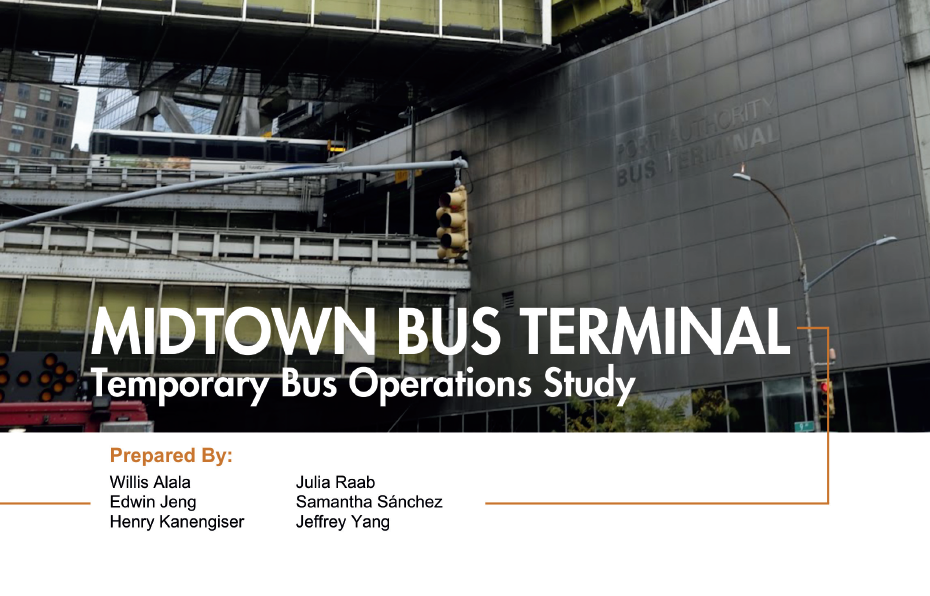 PORT AUTHORITY
BUS TERMINAL
MIDTOWN BUS TERMINAL
Temporary Bus Operations Study
Prepared By:
Willis Alala
Edwin Jeng
Henry Kanengiser
Julia Raab
Samantha Sánchez
Jeffrey Yang